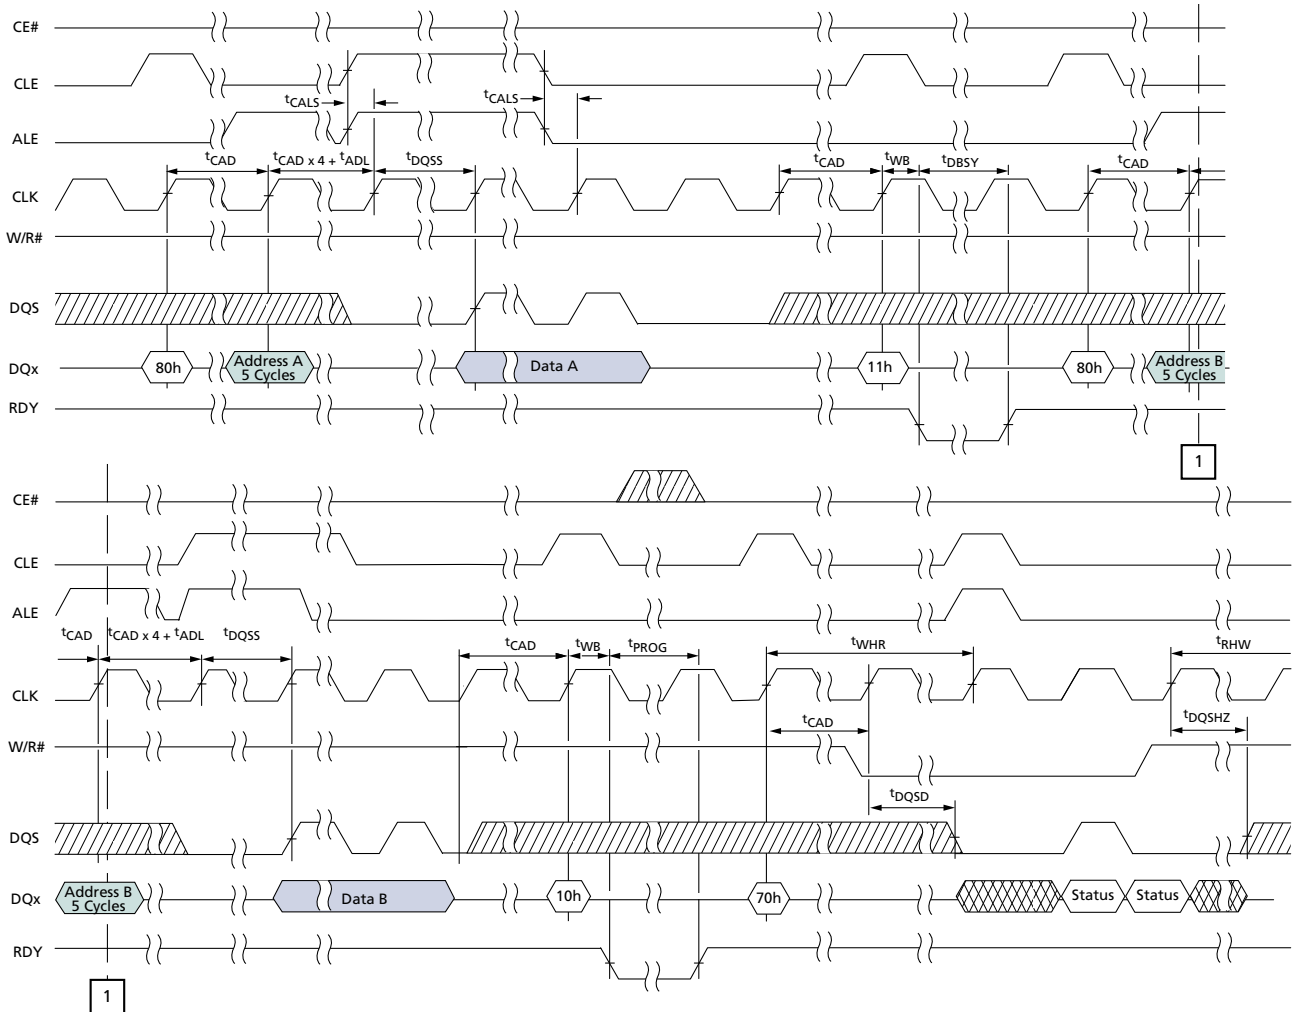 CE#
CLE
tCALS
tCALS
ALE
tCAD
tCAD x 4 + tADL
tDQSS
tCAD
tWB
tDBSY
tCAD
CLK
W/R#
DQS
DQx
80h
Address A
5 Cycles
Data A
11h
80h
Address B
5 Cycles
RDY
1
CE#
CLE
ALE
tCAD
tCAD x 4 + tADL
tDQSS
tCAD
tWB
tPROG
tWHR
tRHW
CLK
tCAD
tDQSHZ
W/R#
tDQSD
DQS
DQx
Address B
5 Cycles
Data B
10h
70h
Status
Status
RDY
1